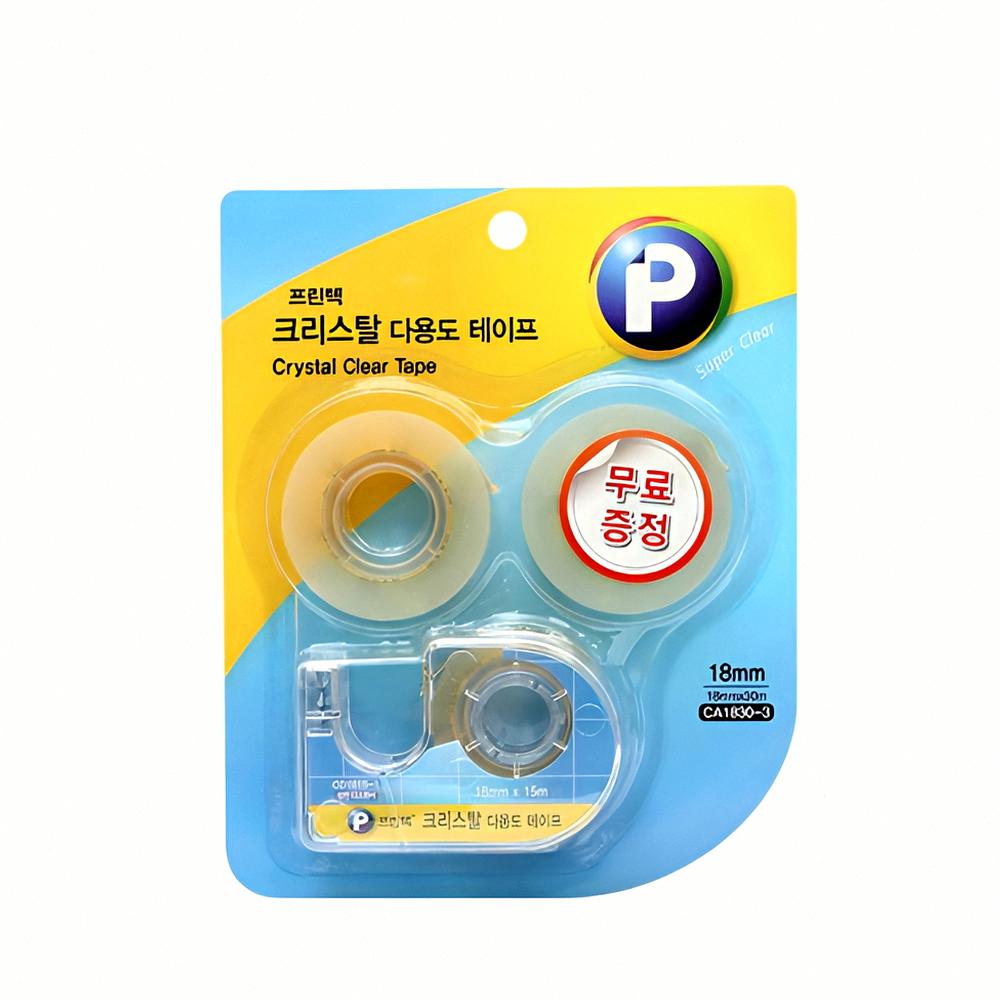 프린텍
크리스탈 다용도 테이프
Crystal Clear Tape
P
Super Clear
무료
증정
18mm
18mmx30m
CA1830-3
18mm x 15m
P 프린텍 크리스탈 다용도 테이프